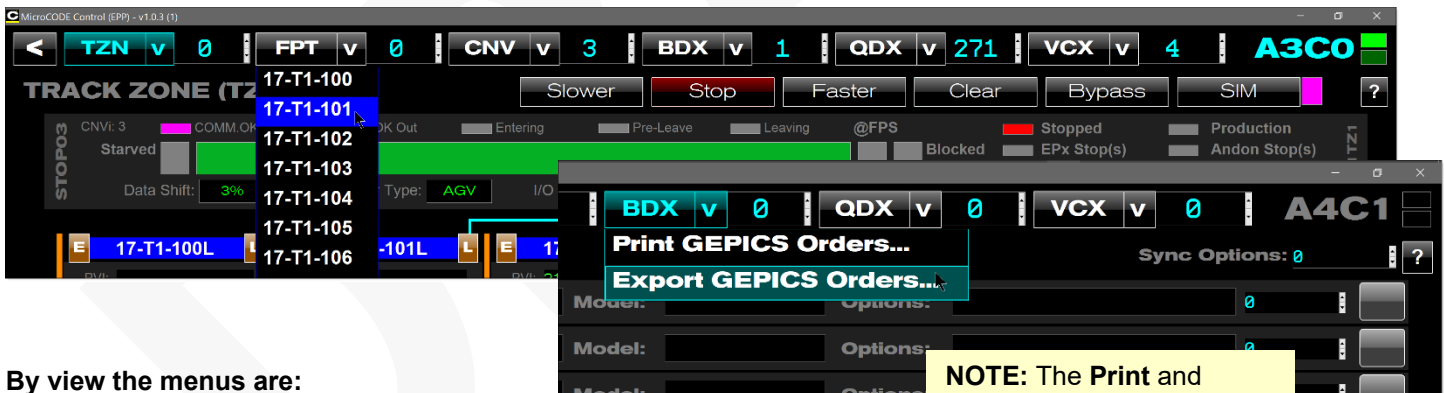 MicroCODE Control (EPP) - v1.0.3 (1)
< TZN v 0 FPT v 0 CNV v 3 BDX v 1 QDX v 271 VCX v 4 A3C0
TRACK ZONE (TZ
Slower Stop Faster Clear Bypass SIM ?
17-T1-100
17-T1-101
17-T1-102
17-T1-103
17-T1-104
17-T1-105
17-T1-106
STOP03
CNVi: 3 COMM.OK OK Out Entering Pre-Leave Leaving @FPS Stopped Production
Starved Blocked EPx Stop(s) Andon Stop(s)
TZ1
Data Shift: 3% Type: AGV I/O
E 17-T1-100L L -101L L E 17
BDX v 0 QDX v 0 VCX v 0 A4C1
Print GEPICS Orders...
Export GEPICS Orders...
Sync Options: 0 ?
Model: Options: 0
Model: Options: 0
By view the menus are:
NOTE: The Print and